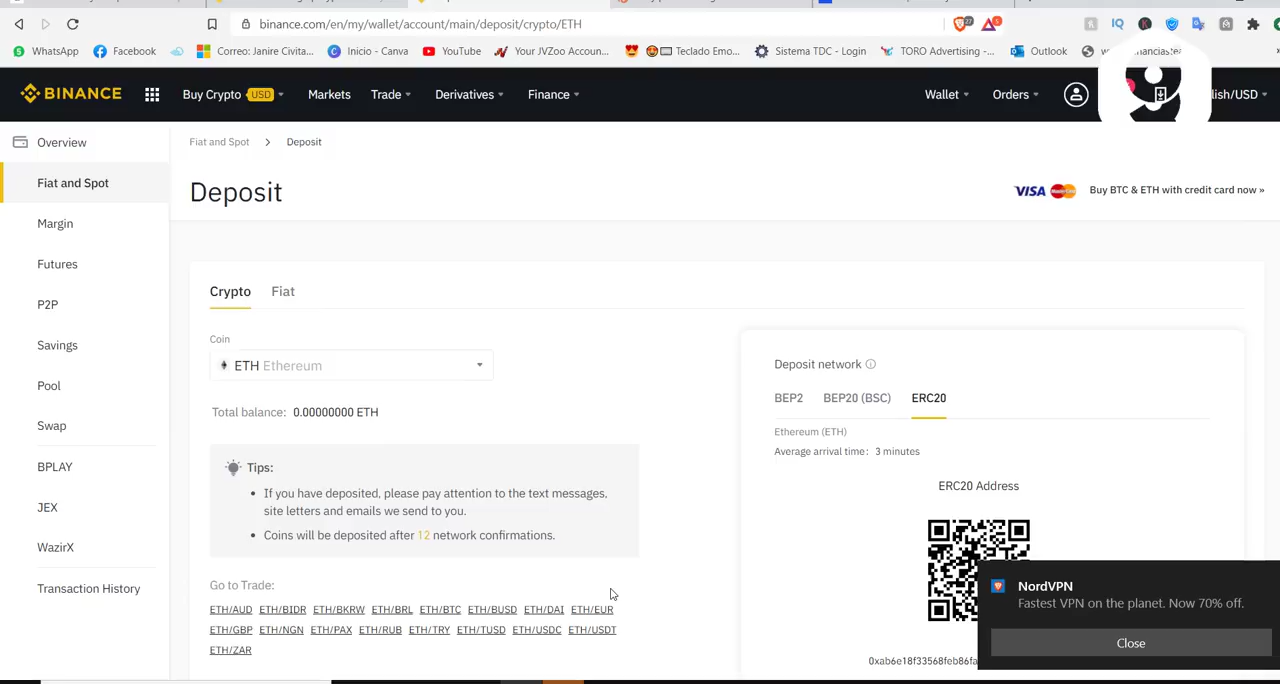 binance.com/en/my/wallet/account/main/deposit/crypto/ETH
27
5
WhatsApp
Facebook
Correo: Janire Civita...
Inicio - Canva
YouTube
Your JVZoo Accoun...
Teclado Emo...
Sistema TDC - Login
TORO Advertising -...
Outlook
BINANCE
Buy Crypto USD
Markets
Trade
Derivatives
Finance
Wallet
Orders
lish/USD
Overview
Fiat and Spot
Margin
Futures
P2P
Savings
Pool
Swap
BPLAY
JEX
WazirX
Transaction History
Fiat and Spot > Deposit
Deposit
VISA MasterCard Buy BTC & ETH with credit card now »
Crypto Fiat
Coin
ETH Ethereum
Total balance: 0.00000000 ETH
Tips:
• If you have deposited, please pay attention to the text messages,
site letters and emails we send to you.
• Coins will be deposited after 12 network confirmations.
Go to Trade:
ETH/AUD ETH/BIDR ETH/BKRW ETH/BRL ETH/BTC ETH/BUSD ETH/DAI ETH/EUR
ETH/GBP ETH/NGN ETH/PAX ETH/RUB ETH/TRY ETH/TUSD ETH/USDC ETH/USDT
ETH/ZAR
Deposit network
BEP2 BEP20 (BSC) ERC20
Ethereum (ETH)
Average arrival time: 3 minutes
ERC20 Address
0xab6e18f33568feb86fa
NordVPN
Fastest VPN on the planet. Now 70% off.
Close